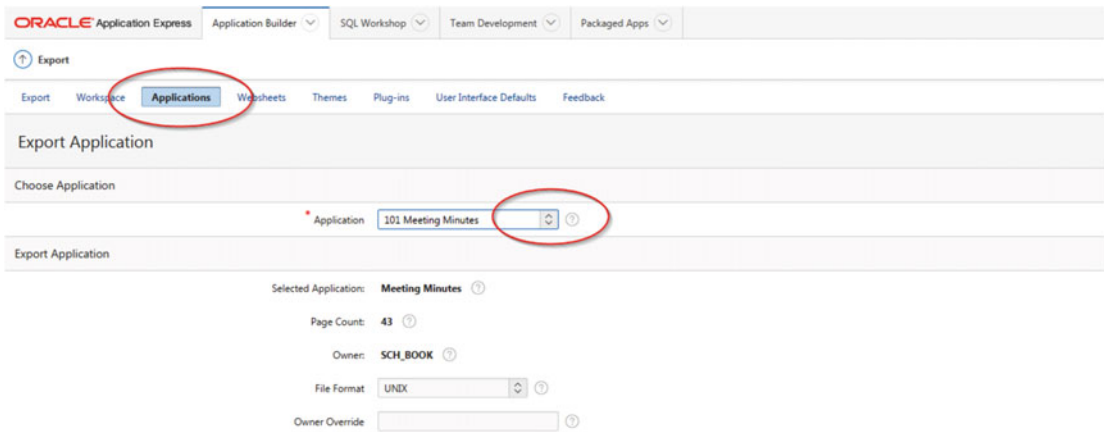 ORACLE Application Express Application Builder SQL Workshop Team Development Packaged Apps
Export
Export Workspace Applications Websheets Themes Plug-ins User Interface Defaults Feedback
Export Application
Choose Application
* Application 101 Meeting Minutes ?
Export Application
Selected Application: Meeting Minutes ?
Page Count: 43 ?
Owner: SCH_BOOK ?
File Format UNIX ?
Owner Override ?